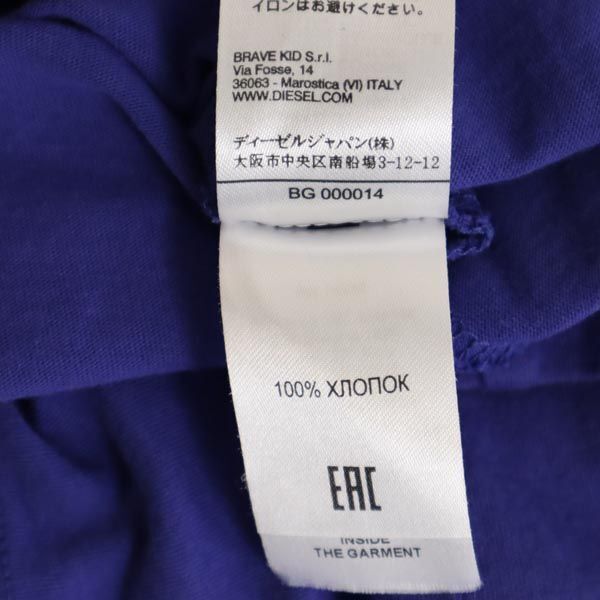 イロンはお避けください。
BRAVE KID S.r.l.
Via Fosse, 14
36063 - Marostica (VI) ITALY
WWW.DIESEL.COM
ディーゼルジャパン(株)
大阪市中央区南船場3-12-12
BG 000014
100% ХЛОПОК
EAC
INSIDE
THE GARMENT